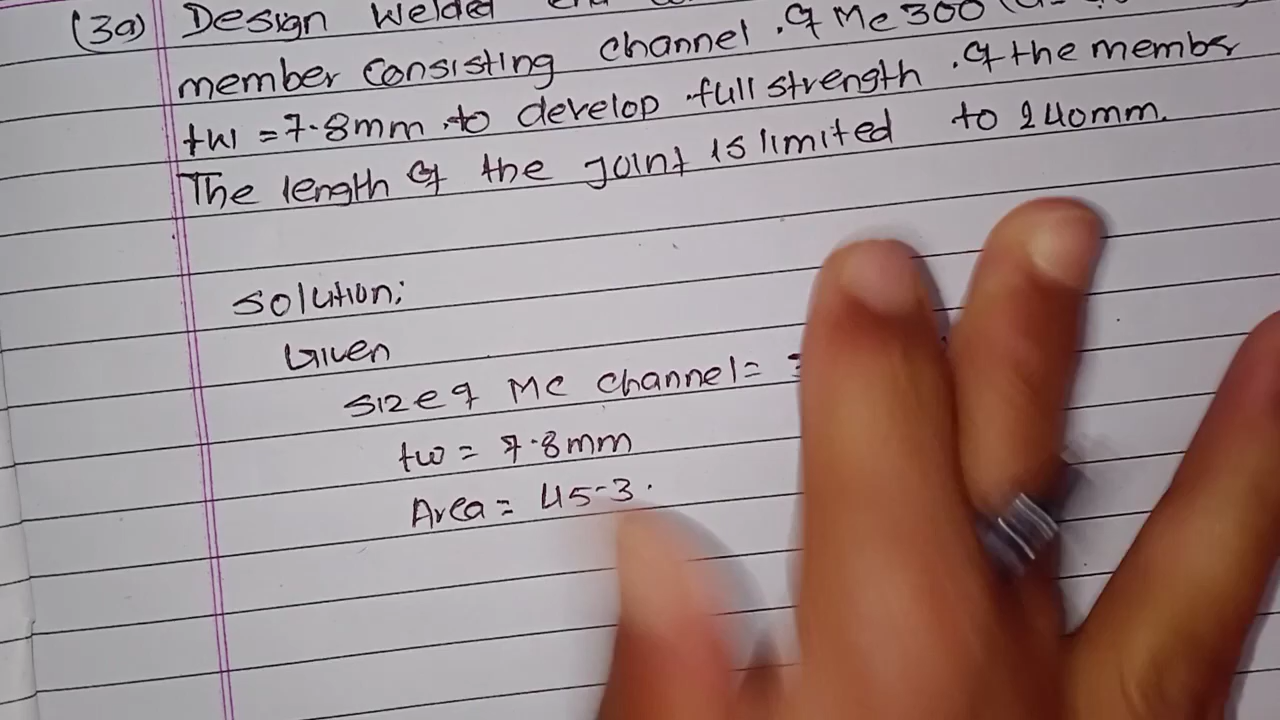 (3a) Design Welded
member consisting channel of Mc 300
tw = 7.8mm to develop full strength of the member
The length of the joint is limited to 240mm.
Solution;
Given
Size of MC channel =
tw = 7.8mm
Area = 45.3